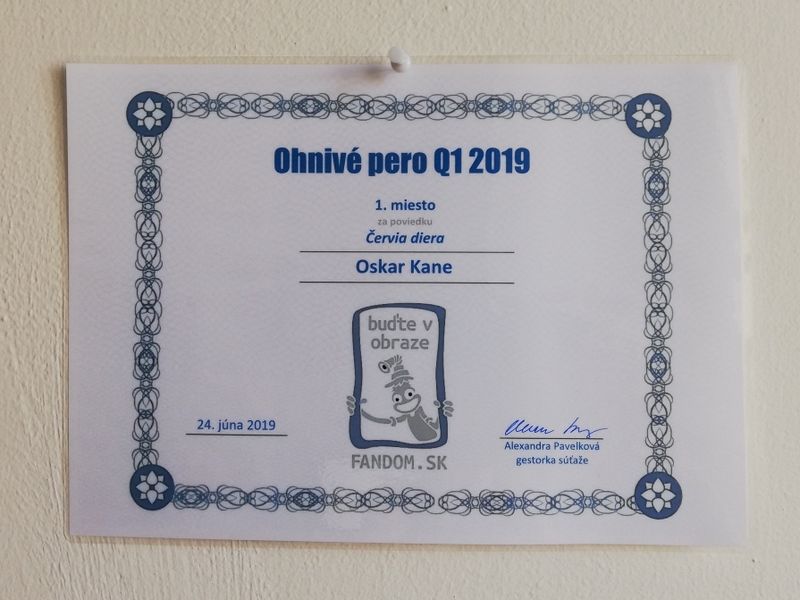 Ohnivé pero Q1 2019
1. miesto
za poviedku
Červia diera
Oskar Kane
buďte v
obraze
24. júna 2019
Alexandra Pavelková
gestorka súťaže
FANDOM.SK